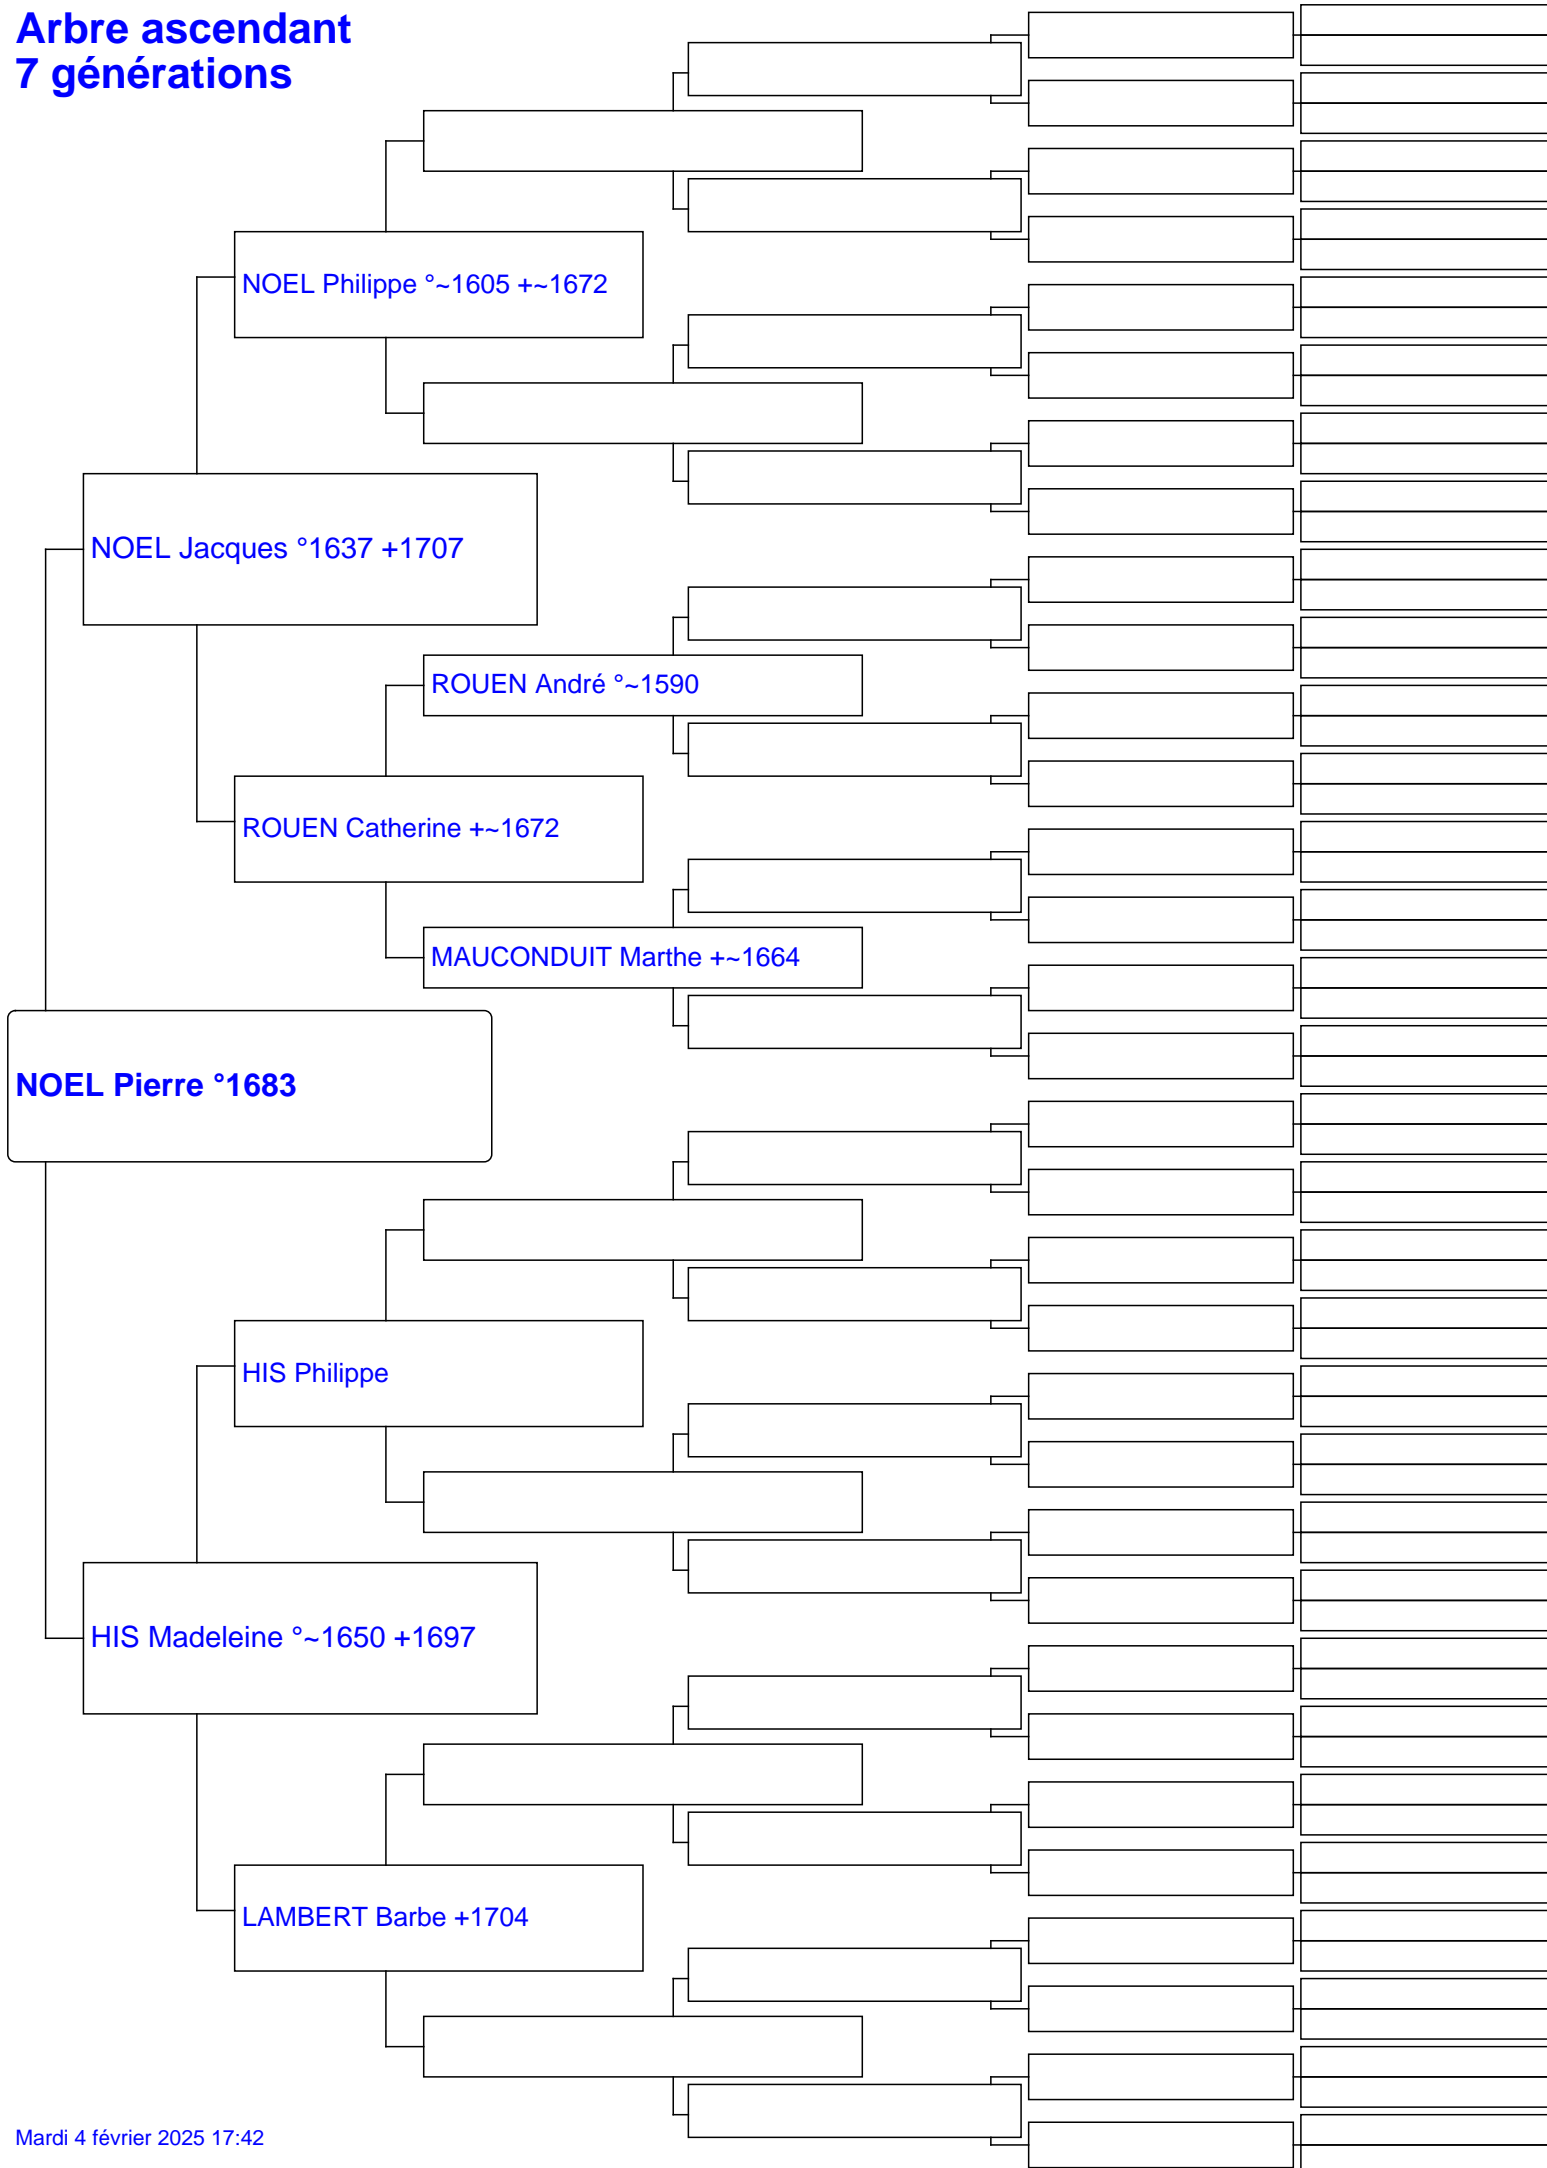 Arbre ascendant
7 générations
NOEL Philippe °~1605 +~1672
NOEL Jacques °1637 +1707
ROUEN André °~1590
ROUEN Catherine +~1672
MAUCONDUIT Marthe +~1664
NOEL Pierre °1683
HIS Philippe
HIS Madeleine °~1650 +1697
LAMBERT Barbe +1704
Mardi 4 février 2025 17:42